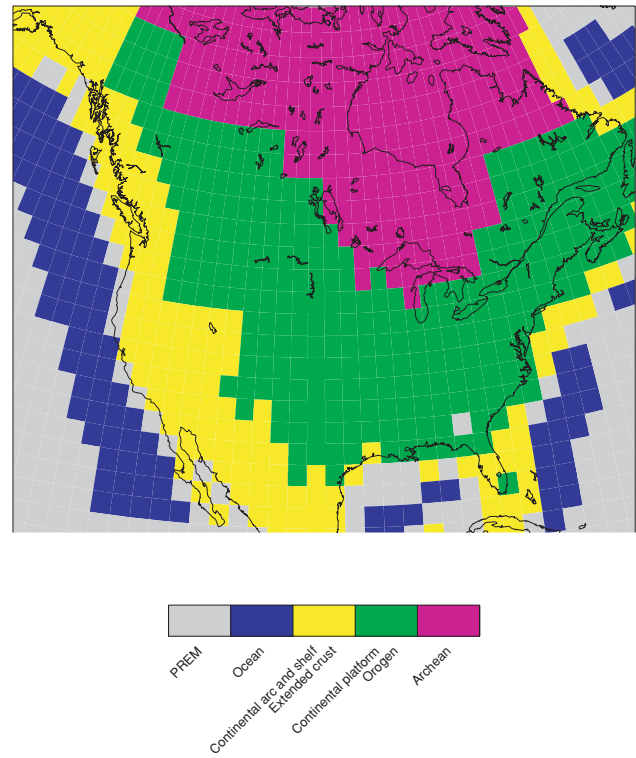 PREM
Ocean
Continental arc and shelf
Extended crust
Continental platform
Orogen
Archean